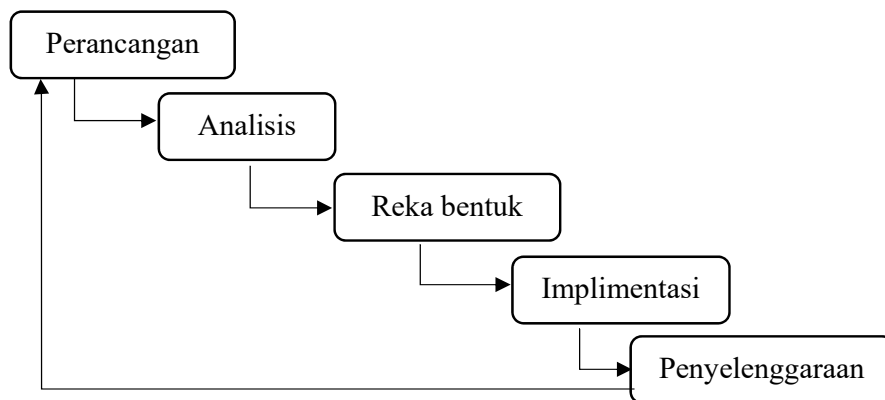 Perancangan
Analisis
Reka bentuk
Implimentasi
Penyelenggaraan